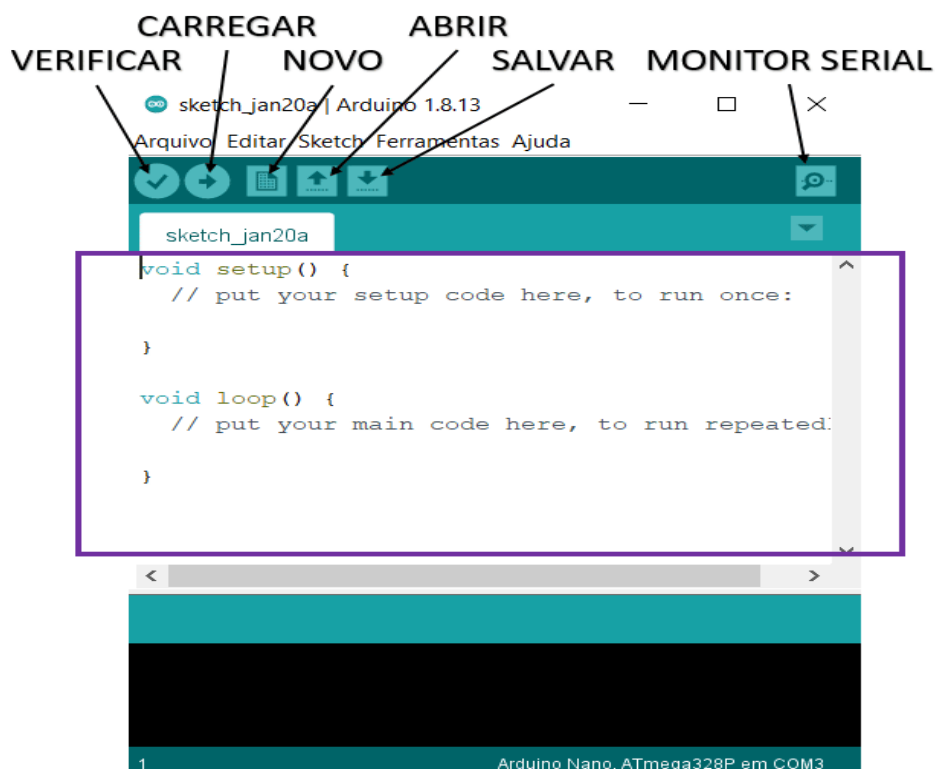 CARREGAR ABRIR
VERIFICAR NOVO SALVAR MONITOR SERIAL
sketch_jan20a | Arduino 1.8.13
Arquivo Editar Sketch Ferramentas Ajuda
sketch_jan20a
void setup() {
// put your setup code here, to run once:
}
void loop() {
// put your main code here, to run repeatedl
}
1 Arduino Nano, ATmega328P em COM3